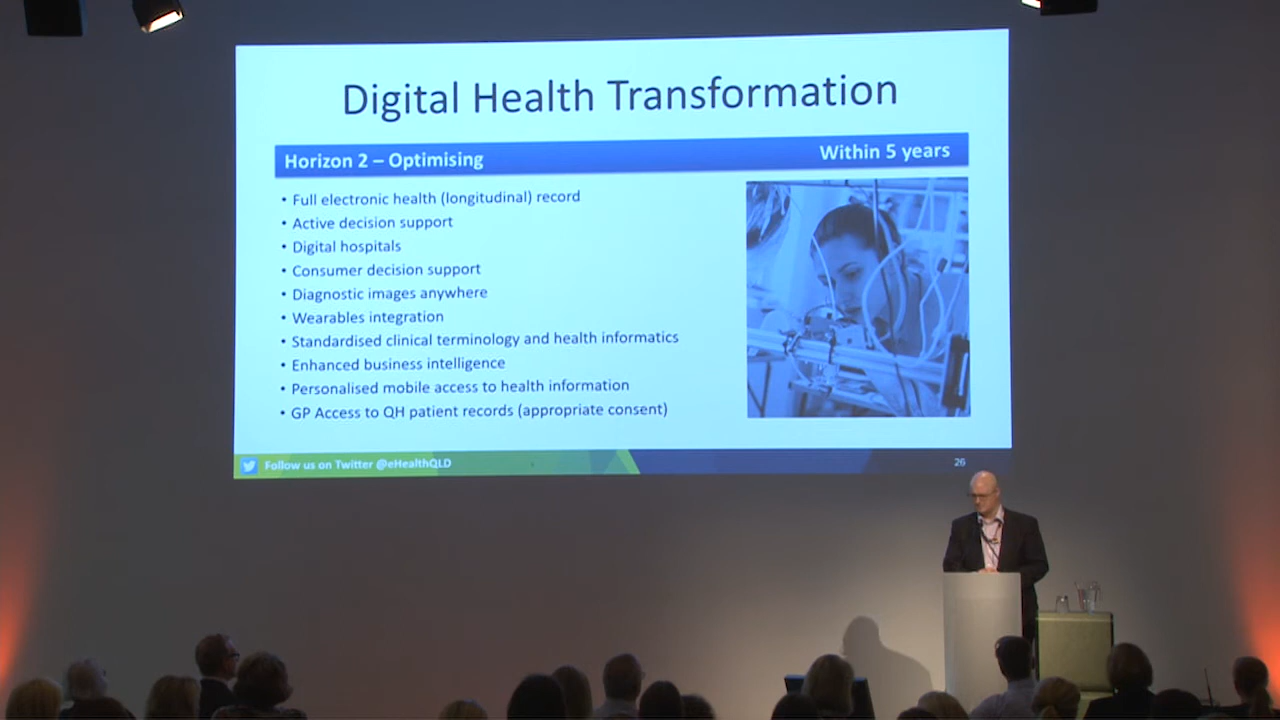 Digital Health Transformation
Horizon 2 – Optimising
Within 5 years
• Full electronic health (longitudinal) record
• Active decision support
• Digital hospitals
• Consumer decision support
• Diagnostic images anywhere
• Wearables integration
• Standardised clinical terminology and health informatics
• Enhanced business intelligence
• Personalised mobile access to health information
• GP Access to QH patient records (appropriate consent)
Follow us on Twitter @eHealthQLD
26